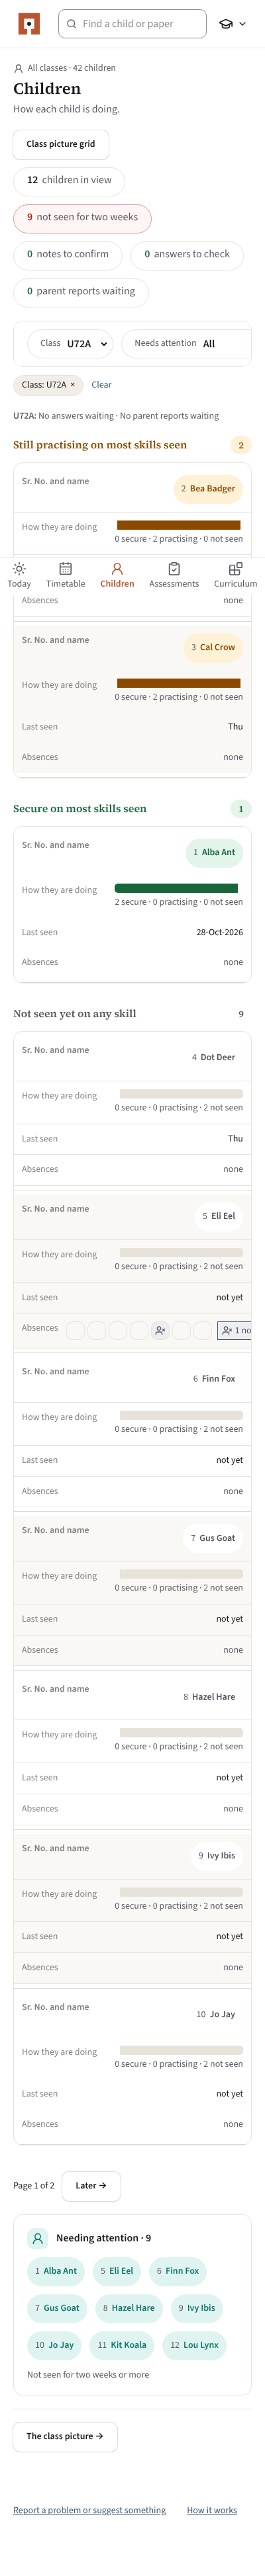 Find a child or paper
All classes · 42 children
Children
How each child is doing.
Class picture grid
12 children in view
9 not seen for two weeks
0 notes to confirm
0 answers to check
0 parent reports waiting
Class U72A
Needs attention All
Class: U72A ×
Clear
U72A: No answers waiting · No parent reports waiting
Still practising on most skills seen 2
Sr. No. and name
2 Bea Badger
How they are doing
0 secure · 2 practising · 0 not seen
Today
Timetable
Children
Assessments
Curriculum
Absences none
Sr. No. and name
3 Cal Crow
How they are doing
0 secure · 2 practising · 0 not seen
Last seen Thu
Absences none
Secure on most skills seen 1
Sr. No. and name
1 Alba Ant
How they are doing
2 secure · 0 practising · 0 not seen
Last seen 28-Oct-2026
Absences none
Not seen yet on any skill 9
Sr. No. and name
4 Dot Deer
How they are doing
0 secure · 0 practising · 2 not seen
Last seen Thu
Absences none
Sr. No. and name
5 Eli Eel
How they are doing
0 secure · 0 practising · 2 not seen
Last seen not yet
Absences 1 no
Sr. No. and name
6 Finn Fox
How they are doing
0 secure · 0 practising · 2 not seen
Last seen not yet
Absences none
Sr. No. and name
7 Gus Goat
How they are doing
0 secure · 0 practising · 2 not seen
Last seen not yet
Absences none
Sr. No. and name
8 Hazel Hare
How they are doing
0 secure · 0 practising · 2 not seen
Last seen not yet
Absences none
Sr. No. and name
9 Ivy Ibis
How they are doing
0 secure · 0 practising · 2 not seen
Last seen not yet
Absences none
Sr. No. and name
10 Jo Jay
How they are doing
0 secure · 0 practising · 2 not seen
Last seen not yet
Absences none
Page 1 of 2
Later →
Needing attention · 9
1 Alba Ant
5 Eli Eel
6 Finn Fox
7 Gus Goat
8 Hazel Hare
9 Ivy Ibis
10 Jo Jay
11 Kit Koala
12 Lou Lynx
Not seen for two weeks or more
The class picture →
Report a problem or suggest something
How it works